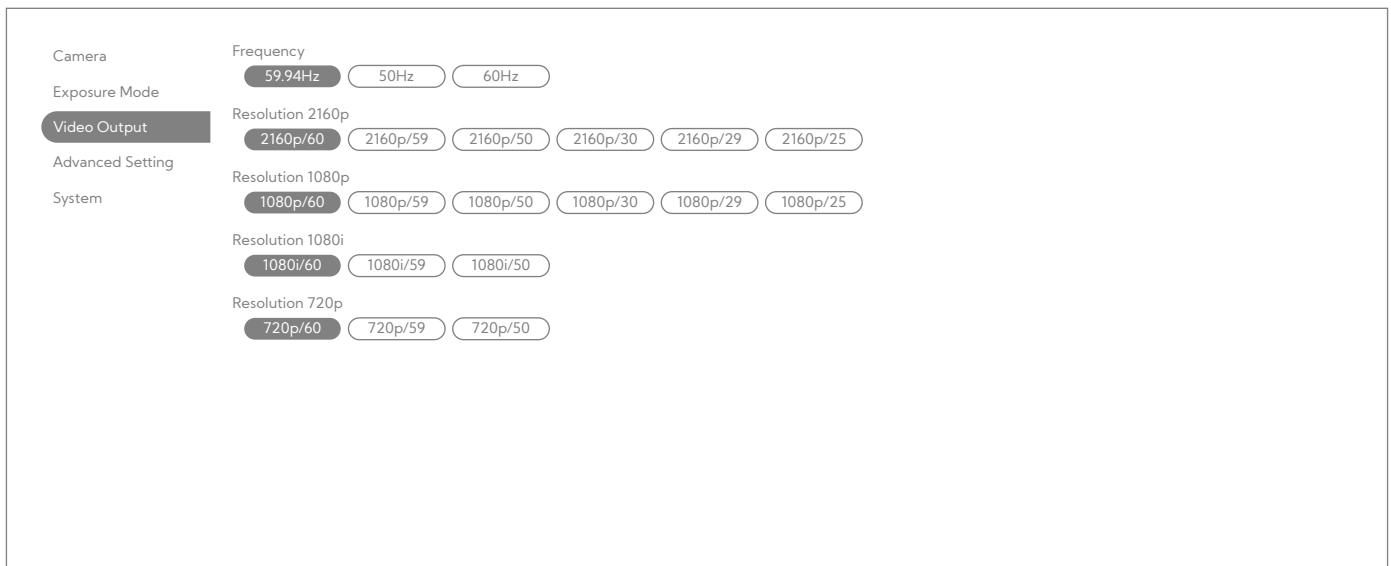 Camera
Exposure Mode
Video Output
Advanced Setting
System
Frequency
59.94Hz 50Hz 60Hz
Resolution 2160p
2160p/60 2160p/59 2160p/50 2160p/30 2160p/29 2160p/25
Resolution 1080p
1080p/60 1080p/59 1080p/50 1080p/30 1080p/29 1080p/25
Resolution 1080i
1080i/60 1080i/59 1080i/50
Resolution 720p
720p/60 720p/59 720p/50